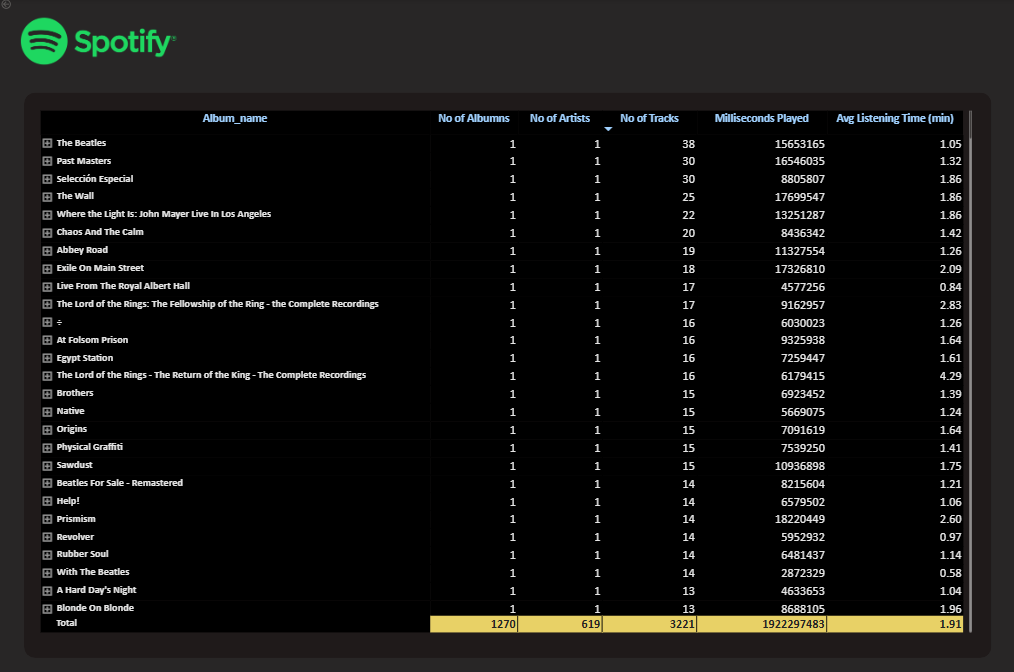 Spotify
Album_name No of Albumns No of Artists No of Tracks Milliseconds Played Avg Listening Time (min)
The Beatles 1 1 38 15653165 1.05
Past Masters 1 1 30 16546035 1.32
Selección Especial 1 1 30 8805807 1.86
The Wall 1 1 25 17699547 1.86
Where the Light Is: John Mayer Live In Los Angeles 1 1 22 13251287 1.86
Chaos And The Calm 1 1 20 8436342 1.42
Abbey Road 1 1 19 11327554 1.26
Exile On Main Street 1 1 18 17326810 2.09
Live From The Royal Albert Hall 1 1 17 4577256 0.84
The Lord of the Rings: The Fellowship of the Ring - the Complete Recordings 1 1 17 9162957 2.83
÷ 1 1 16 6030023 1.26
At Folsom Prison 1 1 16 9325938 1.64
Egypt Station 1 1 16 7259447 1.61
The Lord of the Rings - The Return of the King - The Complete Recordings 1 1 16 6179415 4.29
Brothers 1 1 15 6923452 1.39
Native 1 1 15 5669075 1.24
Origins 1 1 15 7091619 1.64
Physical Graffiti 1 1 15 7539250 1.41
Sawdust 1 1 15 10936898 1.75
Beatles For Sale - Remastered 1 1 14 8215604 1.21
Help! 1 1 14 6579502 1.06
Prismism 1 1 14 18220449 2.60
Revolver 1 1 14 5952932 0.97
Rubber Soul 1 1 14 6481437 1.14
With The Beatles 1 1 14 2872329 0.58
A Hard Day's Night 1 1 13 4633653 1.04
Blonde On Blonde 1 1 13 8688105 1.96
Total 1270 619 3221 1922297483 1.91